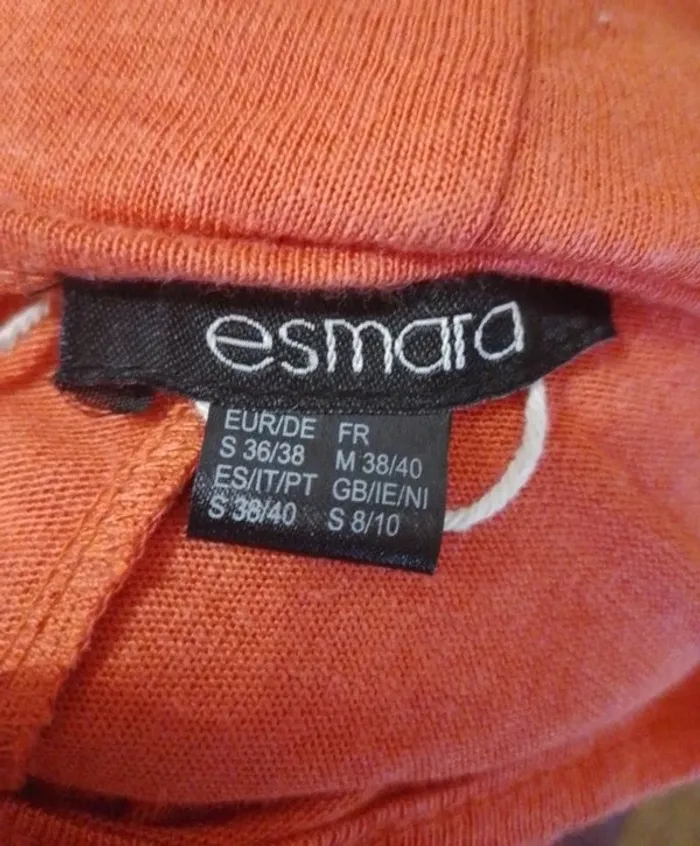 esmara
EUR/DE FR
S 36/38 M 38/40
ES/IT/PT GB/IE/NI
S 38/40 S 8/10